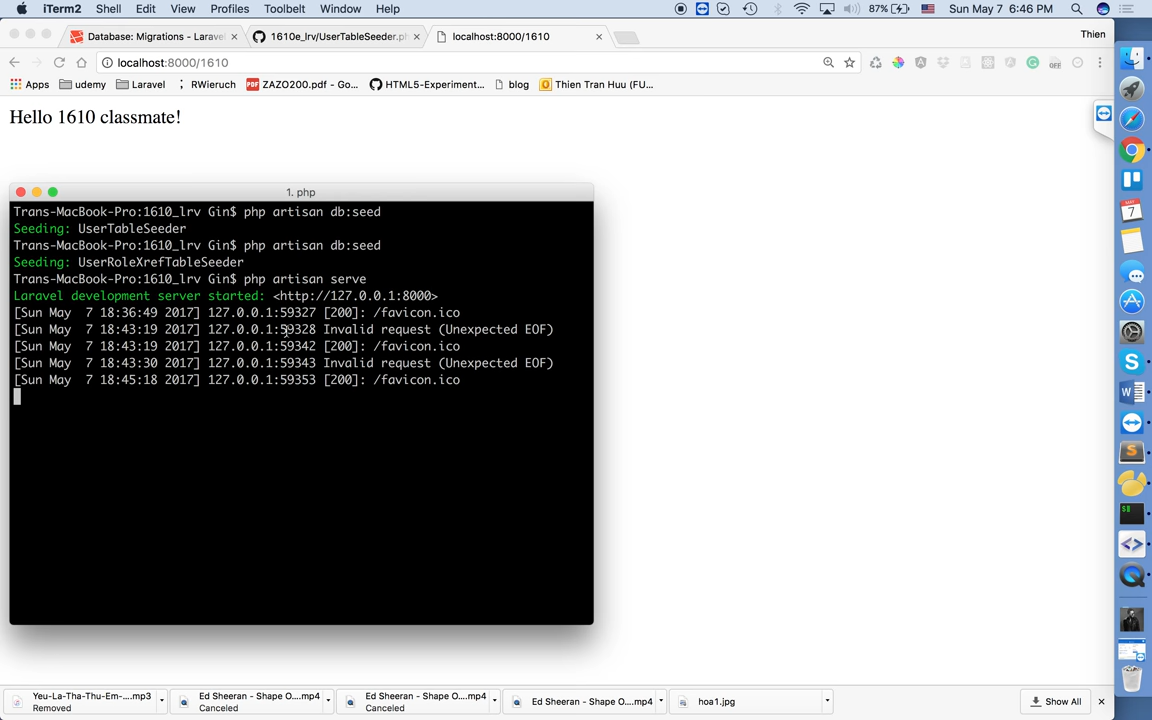 iTerm2 Shell Edit View Profiles Toolbelt Window Help 87% Sun May 7 6:46 PM
Database: Migrations - Larave
1610e_lrv/UserTableSeeder.ph
localhost:8000/1610
Thien
localhost:8000/1610
Apps udemy Laravel RWieruch ZAZO200.pdf - Go... HTML5-Experiment... blog Thien Tran Huu (FU...
Hello 1610 classmate!
1. php
Trans-MacBook-Pro:1610_lrv Gin$ php artisan db:seed
Seeding: UserTableSeeder
Trans-MacBook-Pro:1610_lrv Gin$ php artisan db:seed
Seeding: UserRoleXrefTableSeeder
Trans-MacBook-Pro:1610_lrv Gin$ php artisan serve
Laravel development server started: <http://127.0.0.1:8000>
[Sun May  7 18:36:49 2017] 127.0.0.1:59327 [200]: /favicon.ico
[Sun May  7 18:43:19 2017] 127.0.0.1:59328 Invalid request (Unexpected EOF)
[Sun May  7 18:43:19 2017] 127.0.0.1:59342 [200]: /favicon.ico
[Sun May  7 18:43:30 2017] 127.0.0.1:59343 Invalid request (Unexpected EOF)
[Sun May  7 18:45:18 2017] 127.0.0.1:59353 [200]: /favicon.ico
Yeu-La-Tha-Thu-Em-....mp3
Removed
Ed Sheeran - Shape O....mp4
Canceled
Ed Sheeran - Shape O....mp4
Canceled
Ed Sheeran - Shape O....mp4
hoa1.jpg
Show All